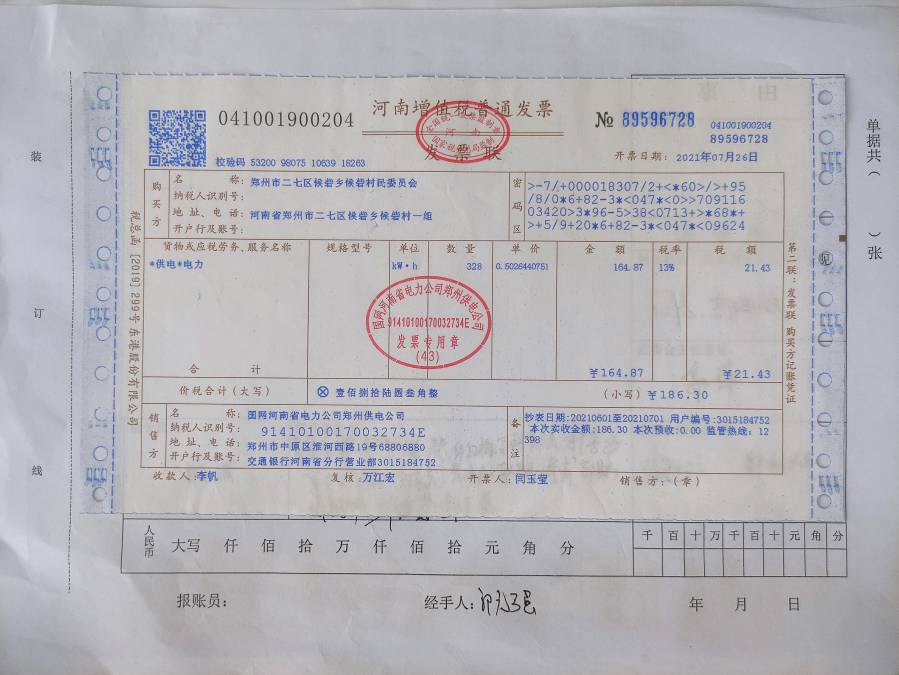 河南增值税普通发票
发票联
041001900204
№ 89596728
041001900204
89596728
校验码 53200 98075 10639 18263
开票日期: 2021年07月26日
单据共 ) 张
装
订
线
税总函 [2019] 299号 东港股份有限公司
购买方
名称: 郑州市二七区候砦乡候砦村民委员会
纳税人识别号:
地址、电话: 河南省郑州市二七区候砦乡候砦村一组
开户行及账号:
密码区
>-7/+000018307/2+<*60>/>+95
/8/0*6+82-3*<047*<0>>709116
03420>3*96-5>38<0713+>*68*+
>+5/9+20*6+82-3*<047*<09624
货物或应税劳务、服务名称 规格型号 单位 数量 单价 金额 税率 税额
*供电*电力 kW·h 328 0.5026440751 164.87 13% 21.43
国网河南省电力公司郑州供电公司
91410100170032734E
发票专用章
(43)
合计 ¥164.87 ¥21.43
价税合计(大写) ⊗ 壹佰捌拾陆圆叁角整 (小写) ¥186.30
第二联:发票联 购买方记账凭证
销售方
名称: 国网河南省电力公司郑州供电公司
纳税人识别号: 91410100170032734E
地址、电话: 郑州市中原区淮河西路19号68806880
开户行及账号: 交通银行河南省分行营业部3015184752
备注
抄表日期:20210601至20210701 用户编号:3015184752
本次实收金额:186.30 本次预收:0.00 监管热线: 12
398
收款人: 李帆 复核: 万江宏 开票人: 闫玉莹 销售方: (章)
人民币 大写 仟 佰 拾 万 仟 佰 拾 元 角 分
千 百 十 万 千 百 十 元 角 分
报账员: 经手人: 年 月 日